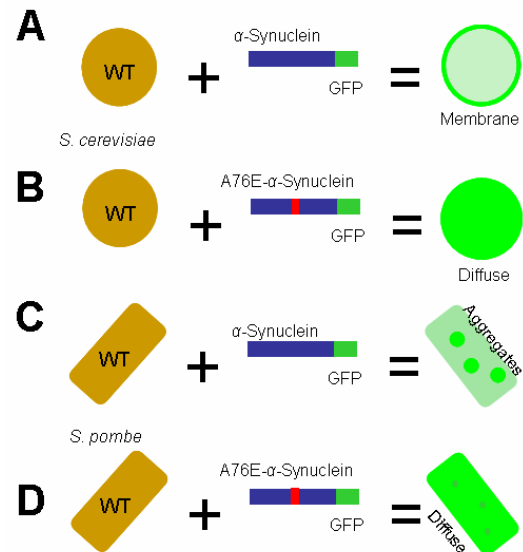 A
α-Synuclein
WT + = 
GFP
Membrane
S. cerevisiae
B
A76E-α-Synuclein
WT + =
GFP
Diffuse
C
α-Synuclein
Aggregates
WT + =
GFP
S. pombe
A76E-α-Synuclein
D
WT + =
Diffuse
GFP